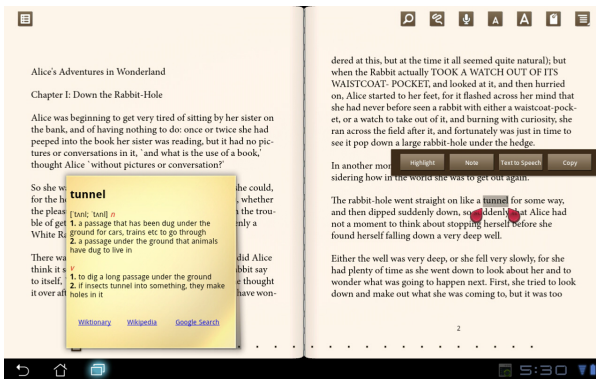 Alice's Adventures in Wonderland
Chapter I: Down the Rabbit-Hole
Alice was beginning to get very tired of sitting by her sister on
the bank, and of having nothing to do: once or twice she had
peeped into the book her sister was reading, but it had no pic-
tures or conversations in it, `and what is the use of a book,'
thought Alice `without pictures or conversation?'
So she she could,
for the whether
the the trou-
ble of a
White
There did Alice
think it say
to itself, thought
it over have won-
tunnel
[ˈtʌnl; ˈtʌnl] n
1. a passage that has been dug under the
ground for cars, trains etc to go through
2. a passage under the ground that animals
have dug to live in
v
1. to dig a long passage under the ground
2. if insects tunnel into something, they make
holes in it
Wiktionary Wikipedia Google Search
A A
dered at this, but at the time it all seemed quite natural); but
when the Rabbit actually TOOK A WATCH OUT OF ITS
WAISTCOAT- POCKET, and looked at it, and then hurried
on, Alice started to her feet, for it flashed across her mind that
she had never before seen a rabbit with either a waistcoat-pock-
et, or a watch to take out of it, and burning with curiosity, she
ran across the field after it, and fortunately was just in time to
see it pop down a large rabbit-hole under the hedge.
Highlight Note Text to Speech Copy
In another
sidering how in the world she was to get out again.
The rabbit-hole went straight on like a tunnel for some way,
and then dipped suddenly down, so suddenly that Alice had
not a moment to think about stopping herself before she
found herself falling down a very deep well.
Either the well was very deep, or she fell very slowly, for she
had plenty of time as she went down to look about her and to
wonder what was going to happen next. First, she tried to look
down and make out what she was coming to, but it was too
2
5:30